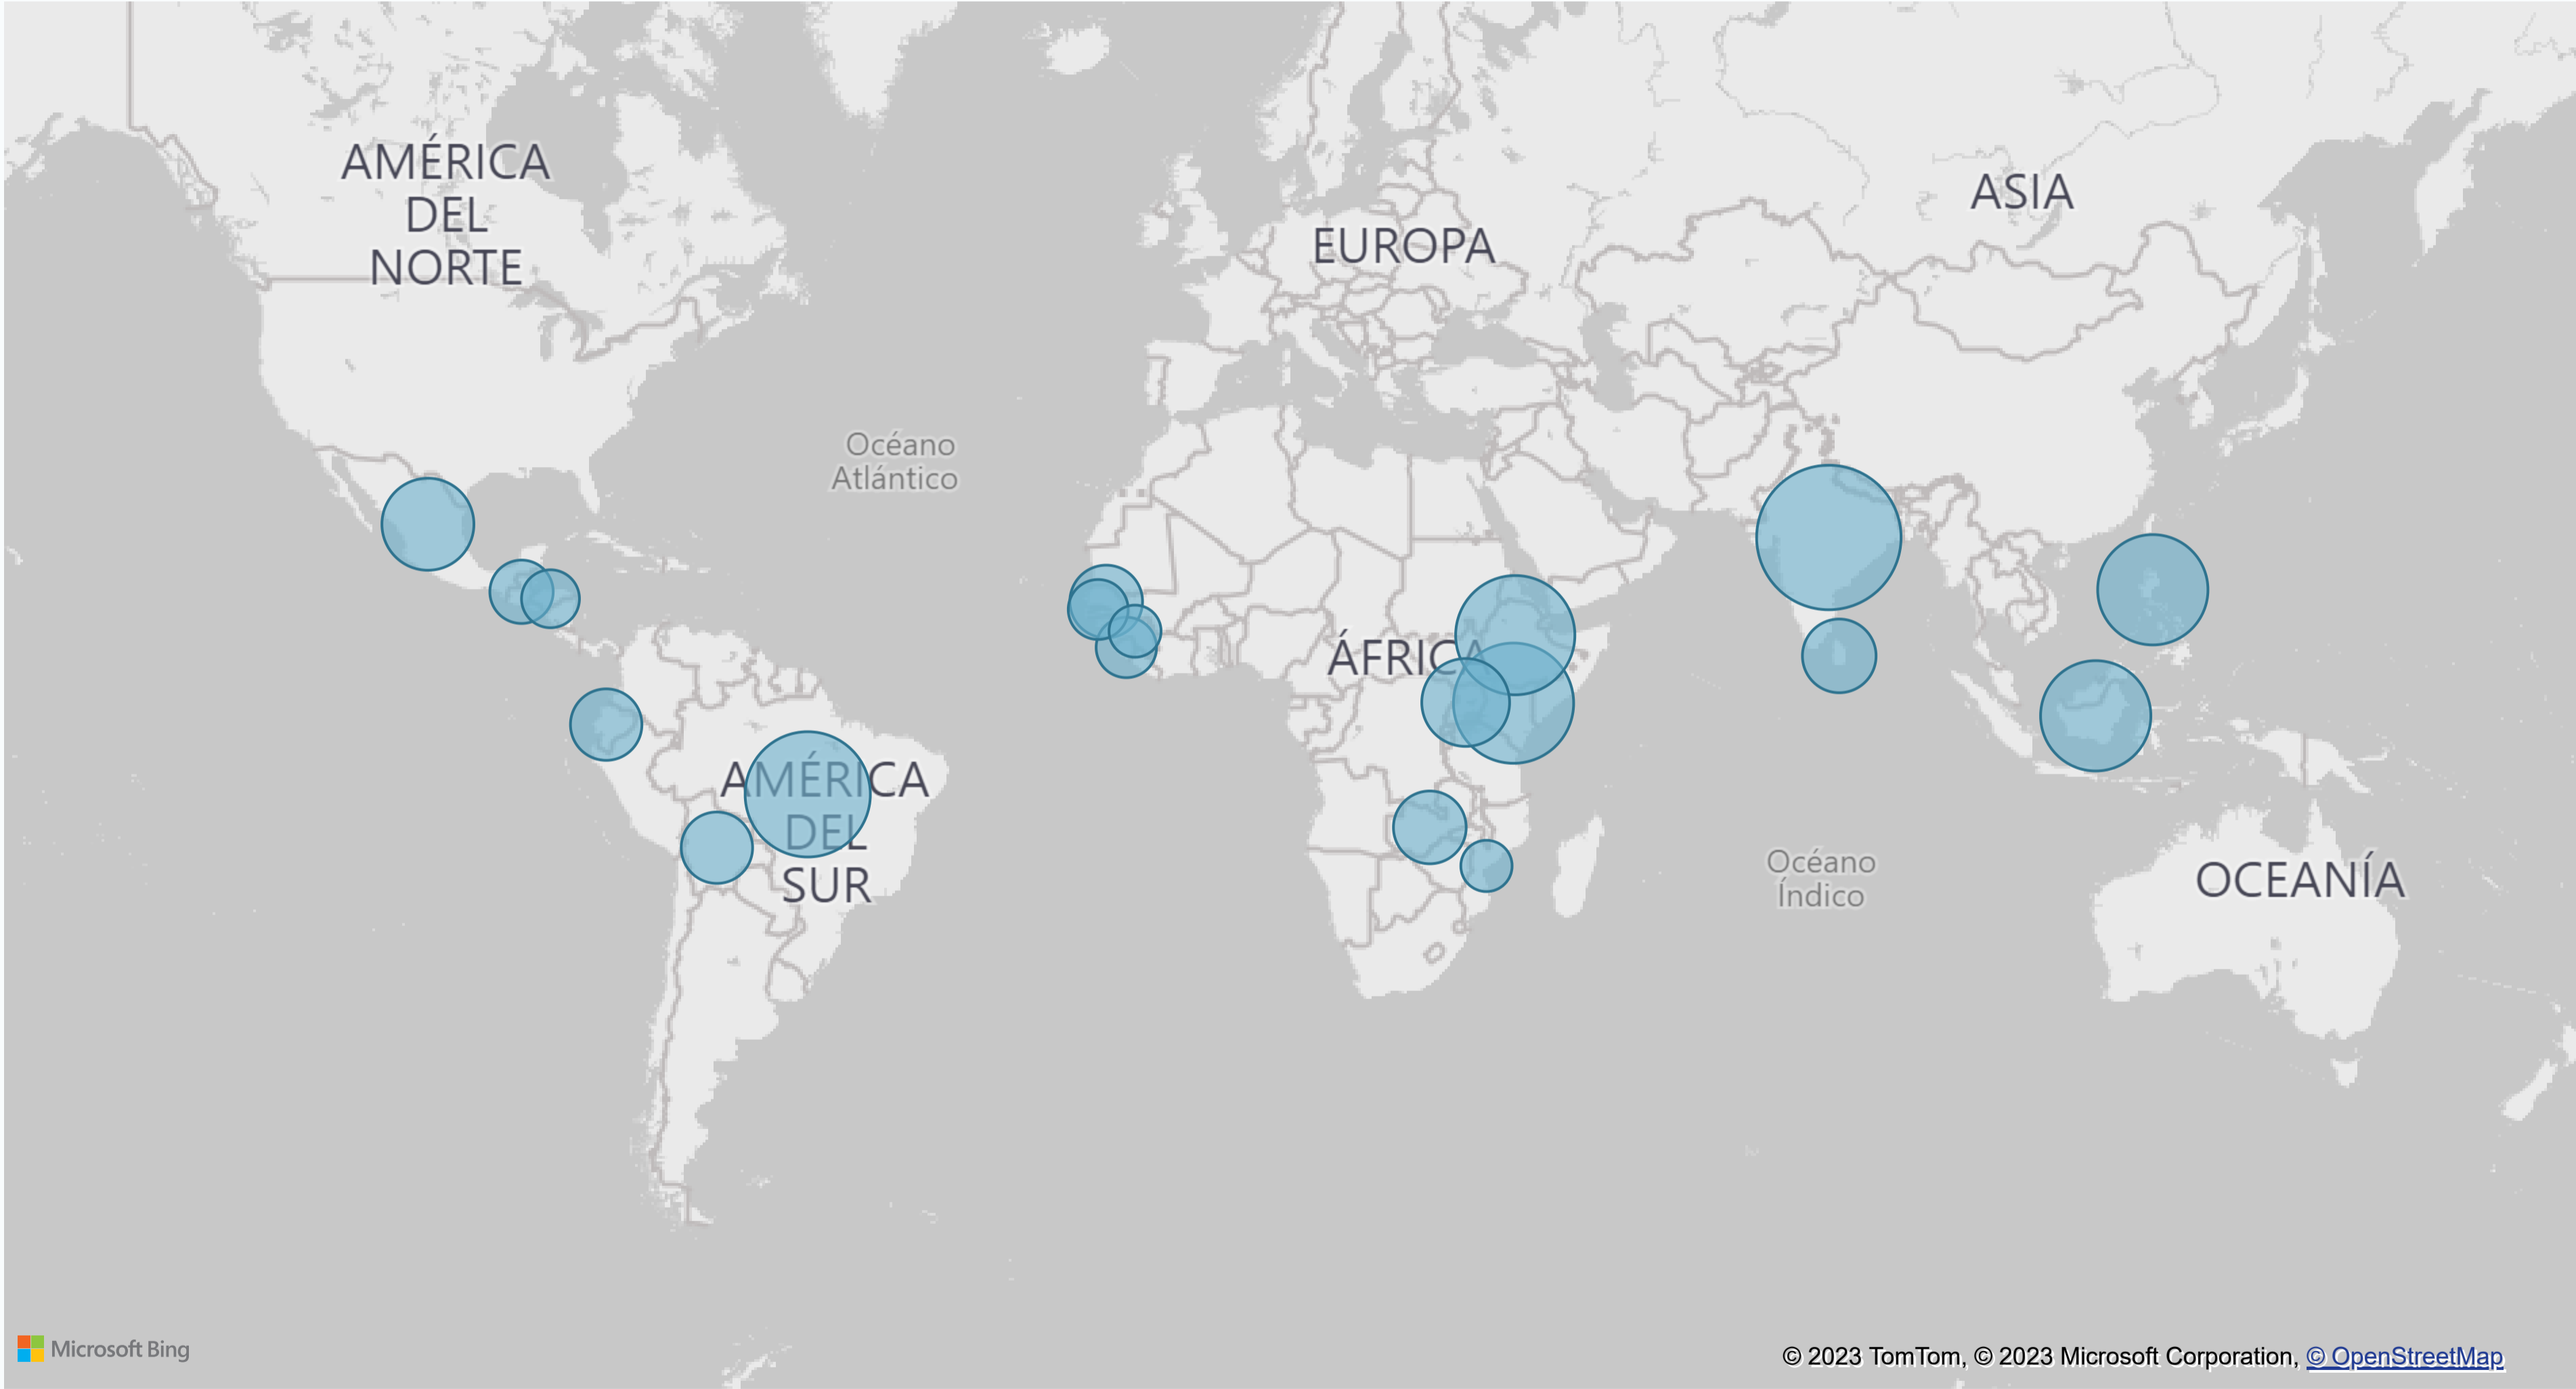 AMÉRICA
DEL
NORTE
EUROPA
ASIA
Océano
Atlántico
ÁFRICA
AMÉRICA
DEL
SUR
Océano
Índico
OCEANÍA
Microsoft Bing
© 2023 TomTom, © 2023 Microsoft Corporation, © OpenStreetMap